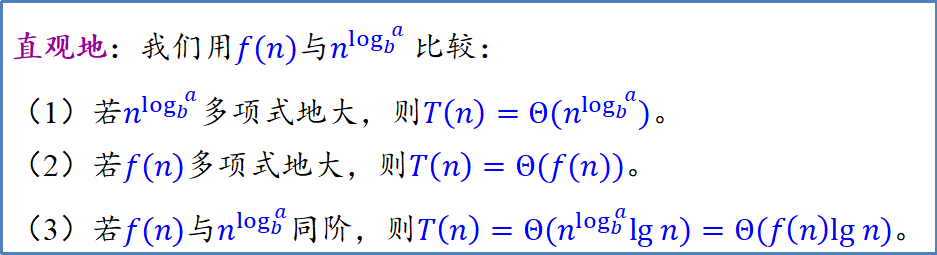 直观地：我们用f(n)与n^{log_b^a}比较：
（1）若n^{log_b^a}多项式地大，则T(n) = Θ(n^{log_b^a})。
（2）若f(n)多项式地大，则T(n) = Θ(f(n))。
（3）若f(n)与n^{log_b^a}同阶，则T(n) = Θ(n^{log_b^a} lg n) = Θ(f(n) lg n)。